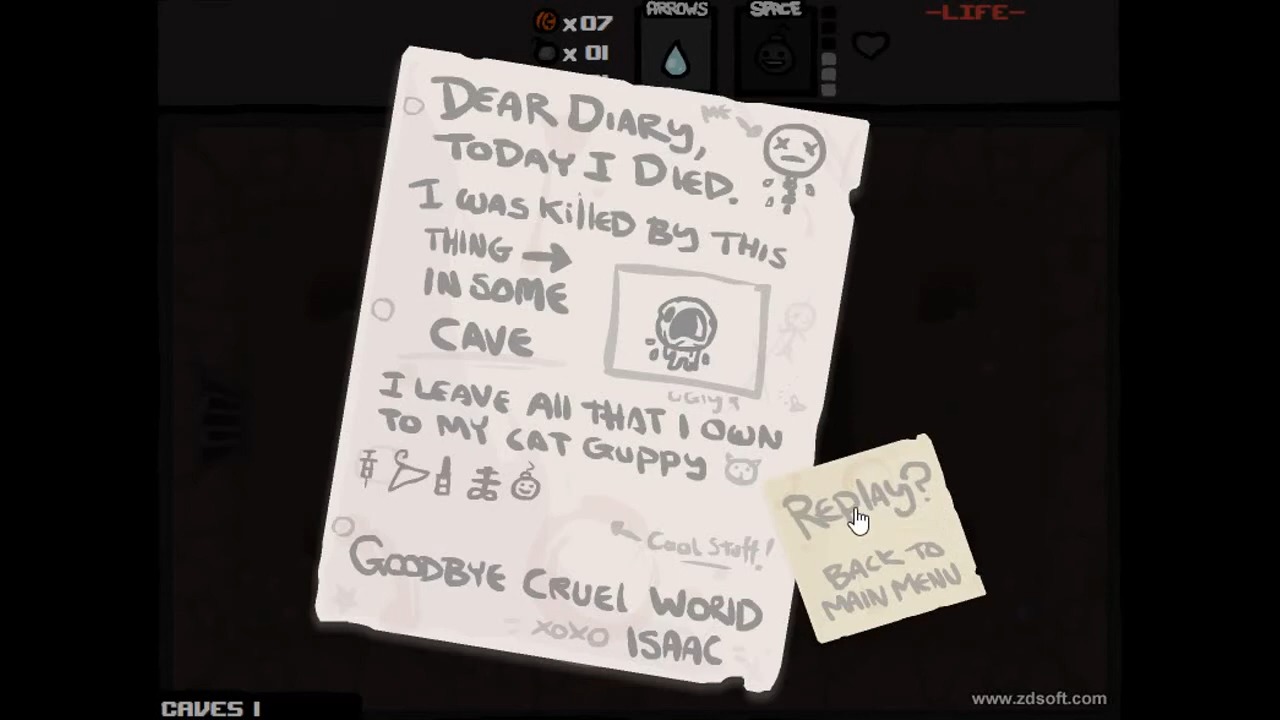 ARROWS
SPACE
-LIFE-
x07
x 01
DEAR DIARY,
ME
TODAY I DIED.
I WAS KILLED BY THIS
THING →
IN SOME
CAVE
UGLY
I LEAVE ALL THAT I OWN
TO MY CAT GUPPY
COOL STUFF!
GOODBYE CRUEL WORLD
XOXO ISAAC
REPLAY?
BACK TO
MAIN MENU
CAVES I
www.zdsoft.com